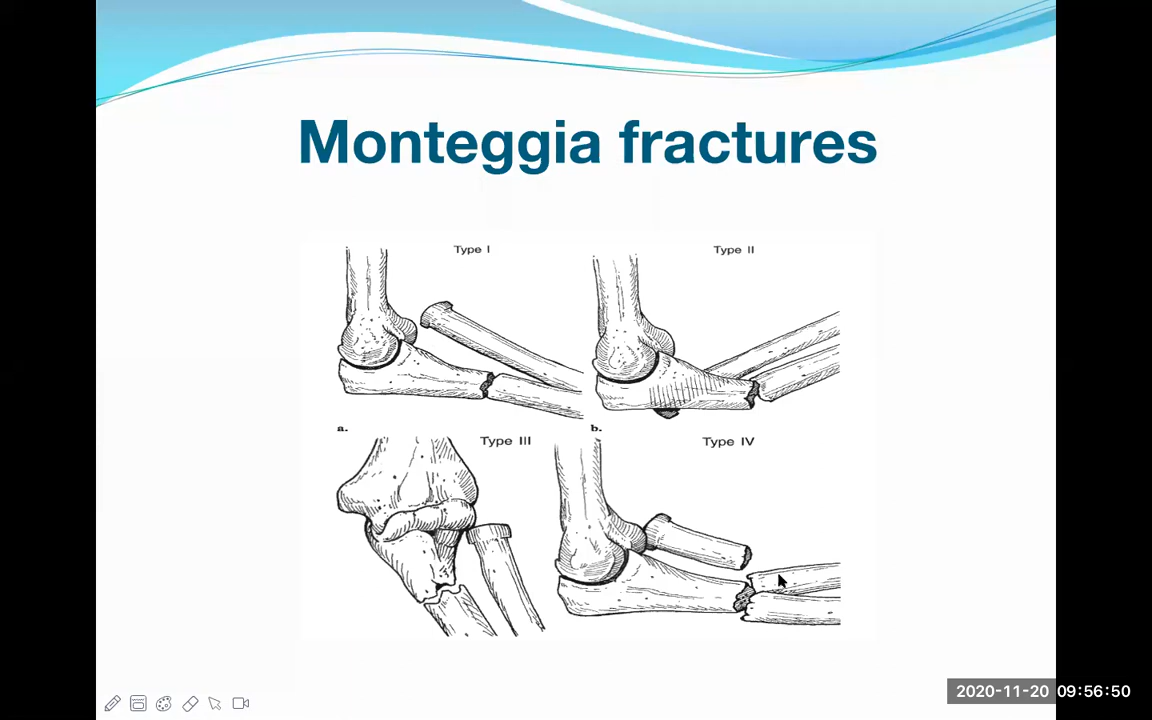 Monteggia fractures
Type I
Type II
a.
b.
Type III
Type IV
2020-11-20 09:56:50